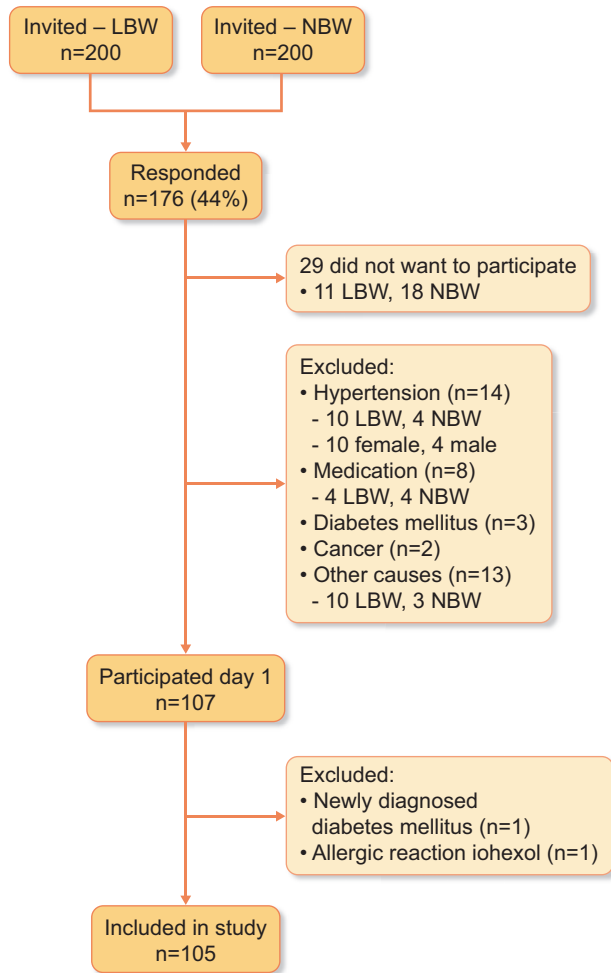 Invited – LBW
n=200
Invited – NBW
n=200
Responded
n=176 (44%)
29 did not want to participate
• 11 LBW, 18 NBW
Excluded:
• Hypertension (n=14)
- 10 LBW, 4 NBW
- 10 female, 4 male
• Medication (n=8)
- 4 LBW, 4 NBW
• Diabetes mellitus (n=3)
• Cancer (n=2)
• Other causes (n=13)
- 10 LBW, 3 NBW
Participated day 1
n=107
Excluded:
• Newly diagnosed
diabetes mellitus (n=1)
• Allergic reaction iohexol (n=1)
Included in study
n=105